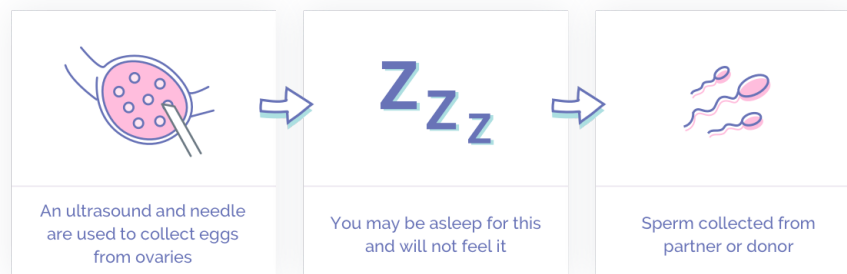 Z
Z
Z
An ultrasound and needle
are used to collect eggs
from ovaries
You may be asleep for this
and will not feel it
Sperm collected from
partner or donor